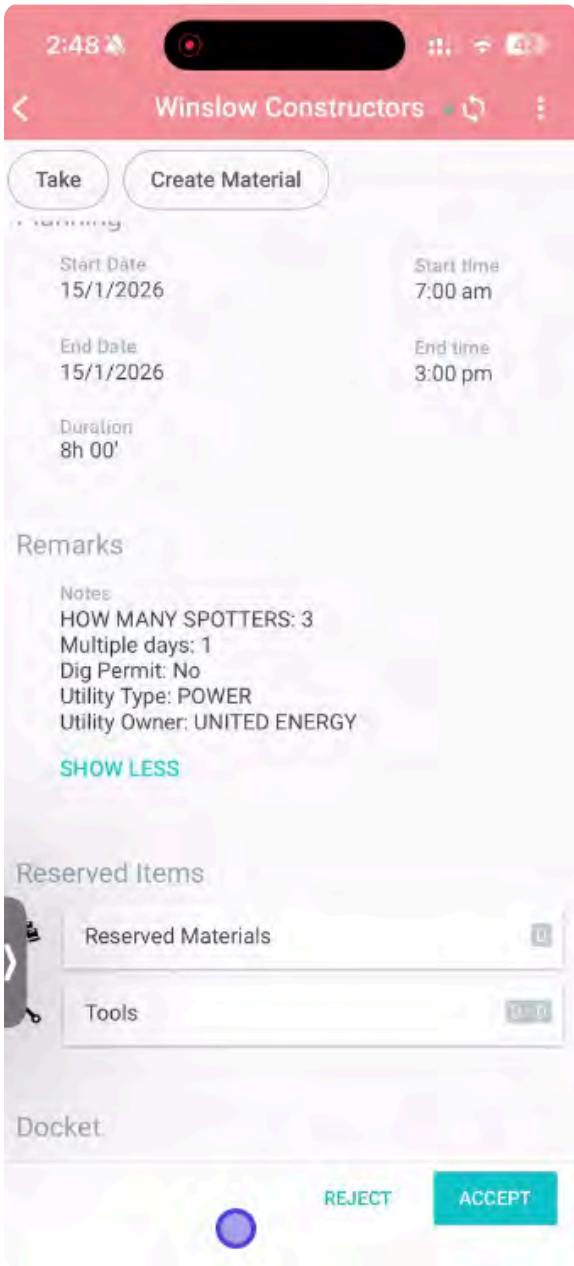 2:48
Winslow Constructors
Take
Create Material
Planning
Start Date
15/1/2026
Start time
7:00 am
End Date
15/1/2026
End time
3:00 pm
Duration
8h 00'
Remarks
Notes
HOW MANY SPOTTERS: 3
Multiple days: 1
Dig Permit: No
Utility Type: POWER
Utility Owner: UNITED ENERGY
SHOW LESS
Reserved Items
Reserved Materials
0
Tools
Docket
REJECT
ACCEPT